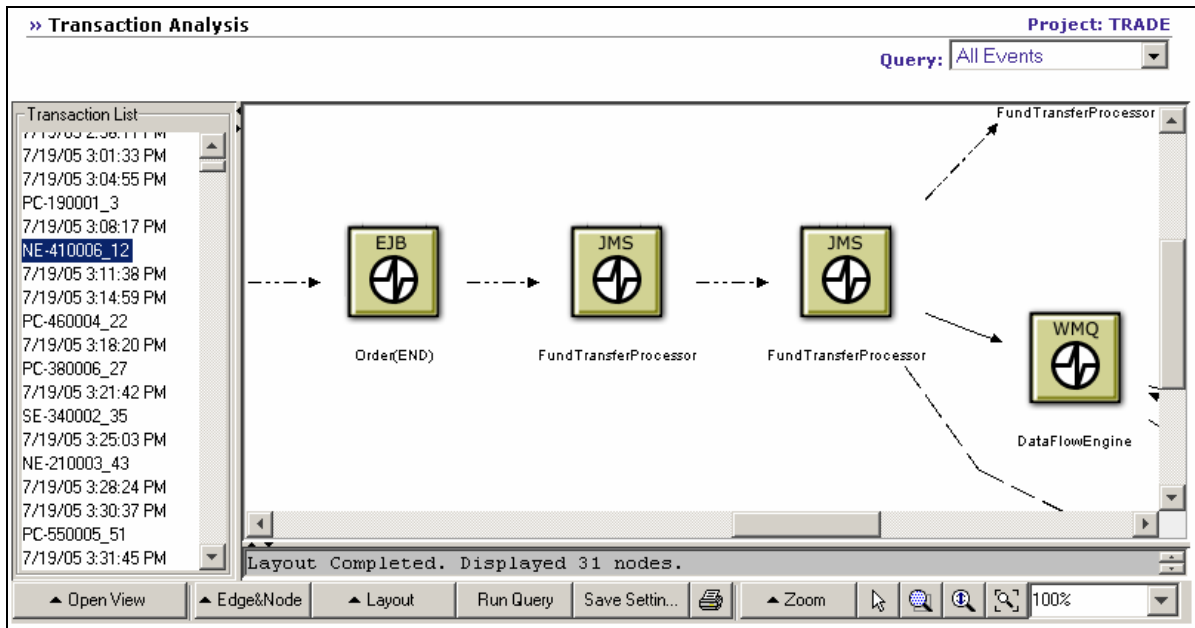 » Transaction Analysis
Project: TRADE
Query: All Events
Transaction List
7/19/05 3:01:33 PM
7/19/05 3:04:55 PM
PC-190001_3
7/19/05 3:08:17 PM
NE-410006_12
7/19/05 3:11:38 PM
7/19/05 3:14:59 PM
PC-460004_22
7/19/05 3:18:20 PM
PC-380006_27
7/19/05 3:21:42 PM
SE-340002_35
7/19/05 3:25:03 PM
NE-210003_43
7/19/05 3:28:24 PM
7/19/05 3:30:37 PM
PC-550005_51
7/19/05 3:31:45 PM
FundTransferProcessor
EJB
Order(END)
JMS
FundTransferProcessor
JMS
FundTransferProcessor
WMQ
DataFlowEngine
Layout Completed. Displayed 31 nodes.
Open View
Edge&Node
Layout
Run Query
Save Settin...
Zoom
100%